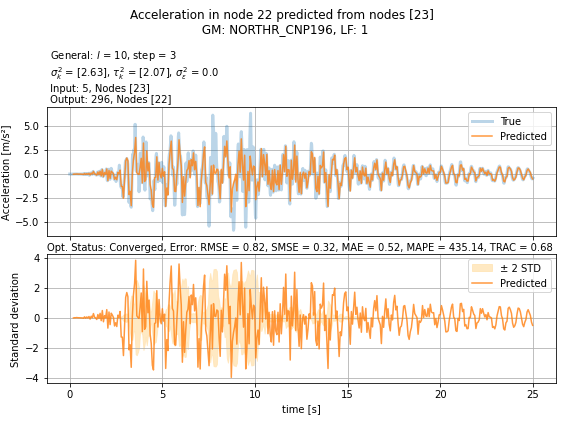 Acceleration in node 22 predicted from nodes [23]
GM: NORTHR_CNP196, LF: 1
General: l = 10, step = 3
σ²ₖ = [2.63], τ²ₖ = [2.07], σ²ε = 0.0
Input: 5, Nodes [23]
Output: 296, Nodes [22]
Acceleration [m/s²]
5.0
2.5
0.0
−2.5
−5.0
True
Predicted
Opt. Status: Converged, Error: RMSE = 0.82, SMSE = 0.32, MAE = 0.52, MAPE = 435.14, TRAC = 0.68
Standard deviation
4
2
0
−2
−4
± 2 STD
Predicted
0 5 10 15 20 25
time [s]